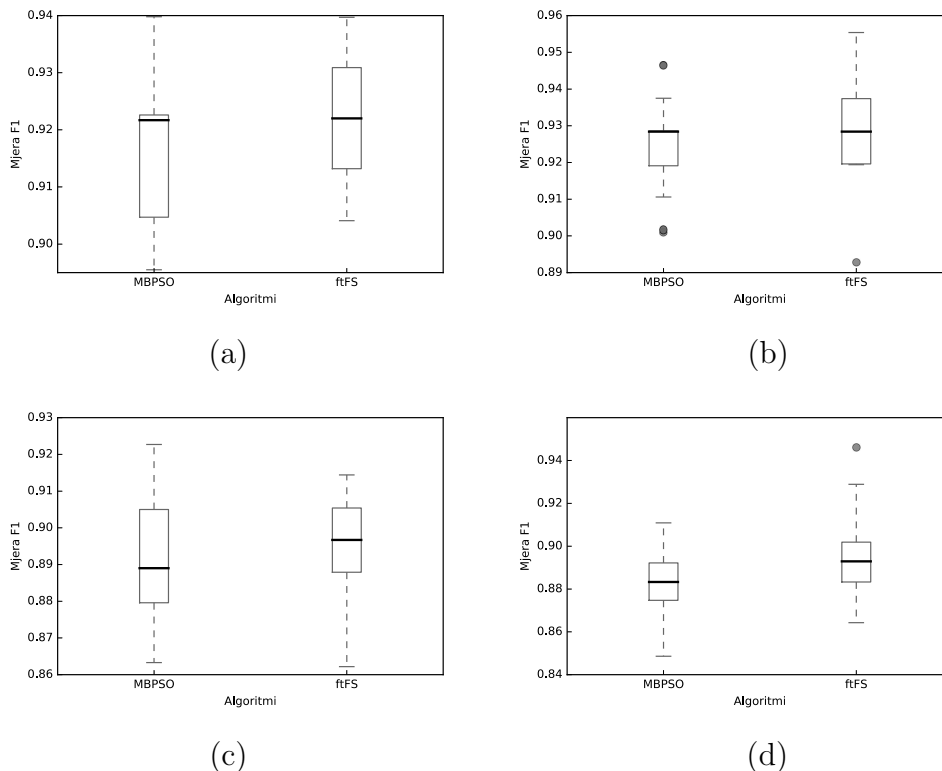 0.94
0.93
0.92
0.91
0.90
Mjera F1
MBPSO
ftFS
Algoritmi
(a)
0.96
0.95
0.94
0.93
0.92
0.91
0.90
0.89
Mjera F1
MBPSO
ftFS
Algoritmi
(b)
0.93
0.92
0.91
0.90
0.89
0.88
0.87
0.86
Mjera F1
MBPSO
ftFS
Algoritmi
(c)
0.94
0.92
0.90
0.88
0.86
0.84
Mjera F1
MBPSO
ftFS
Algoritmi
(d)